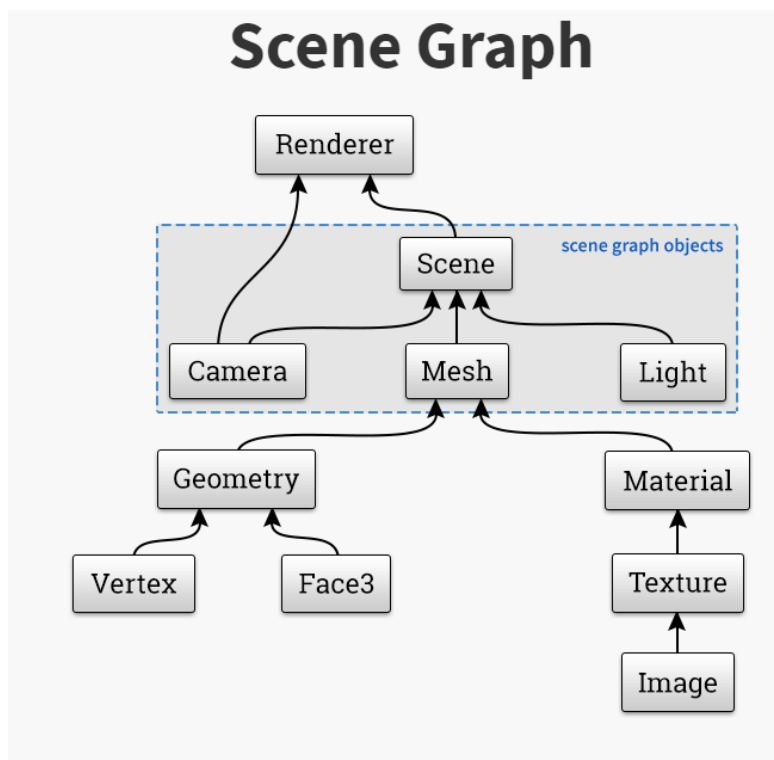 Scene Graph
Renderer
scene graph objects
Scene
Camera
Mesh
Light
Geometry
Material
Vertex
Face3
Texture
Image